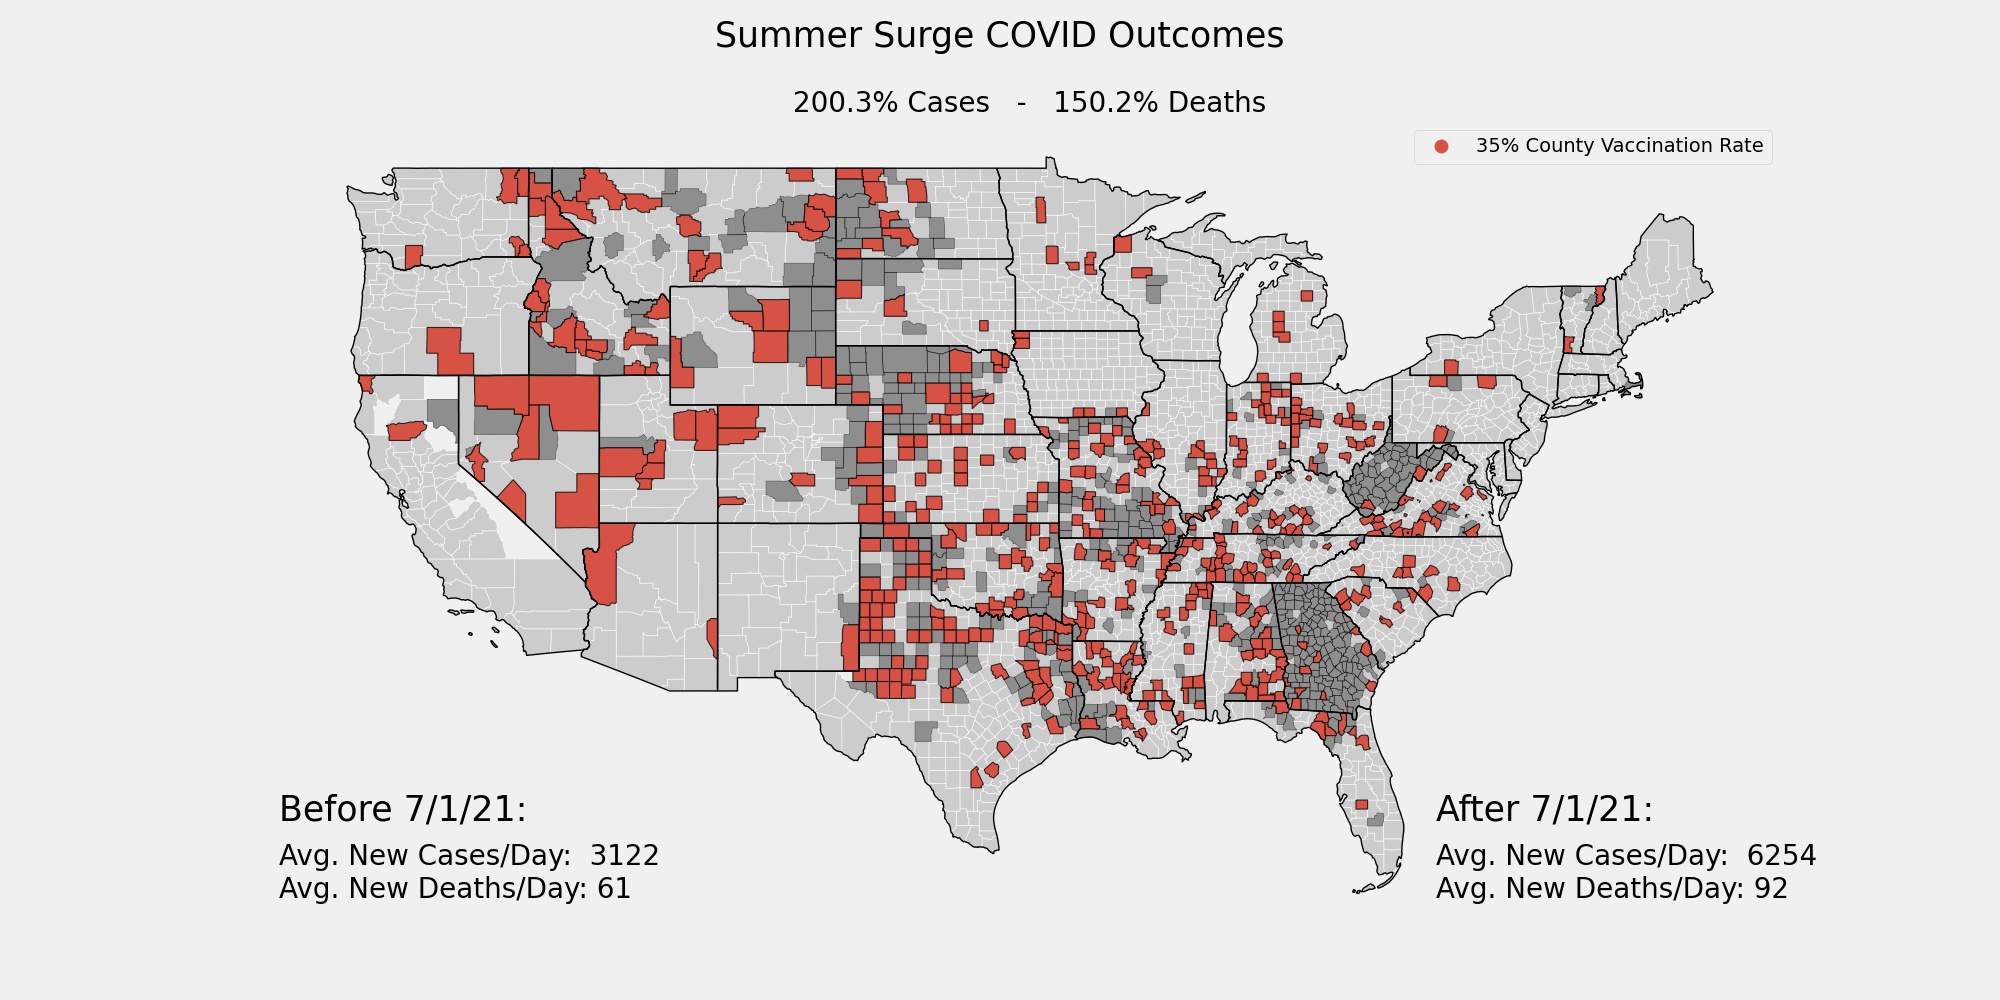 Summer Surge COVID Outcomes
200.3% Cases - 150.2% Deaths
35% County Vaccination Rate
Before 7/1/21:
Avg. New Cases/Day: 3122
Avg. New Deaths/Day: 61
After 7/1/21:
Avg. New Cases/Day: 6254
Avg. New Deaths/Day: 92